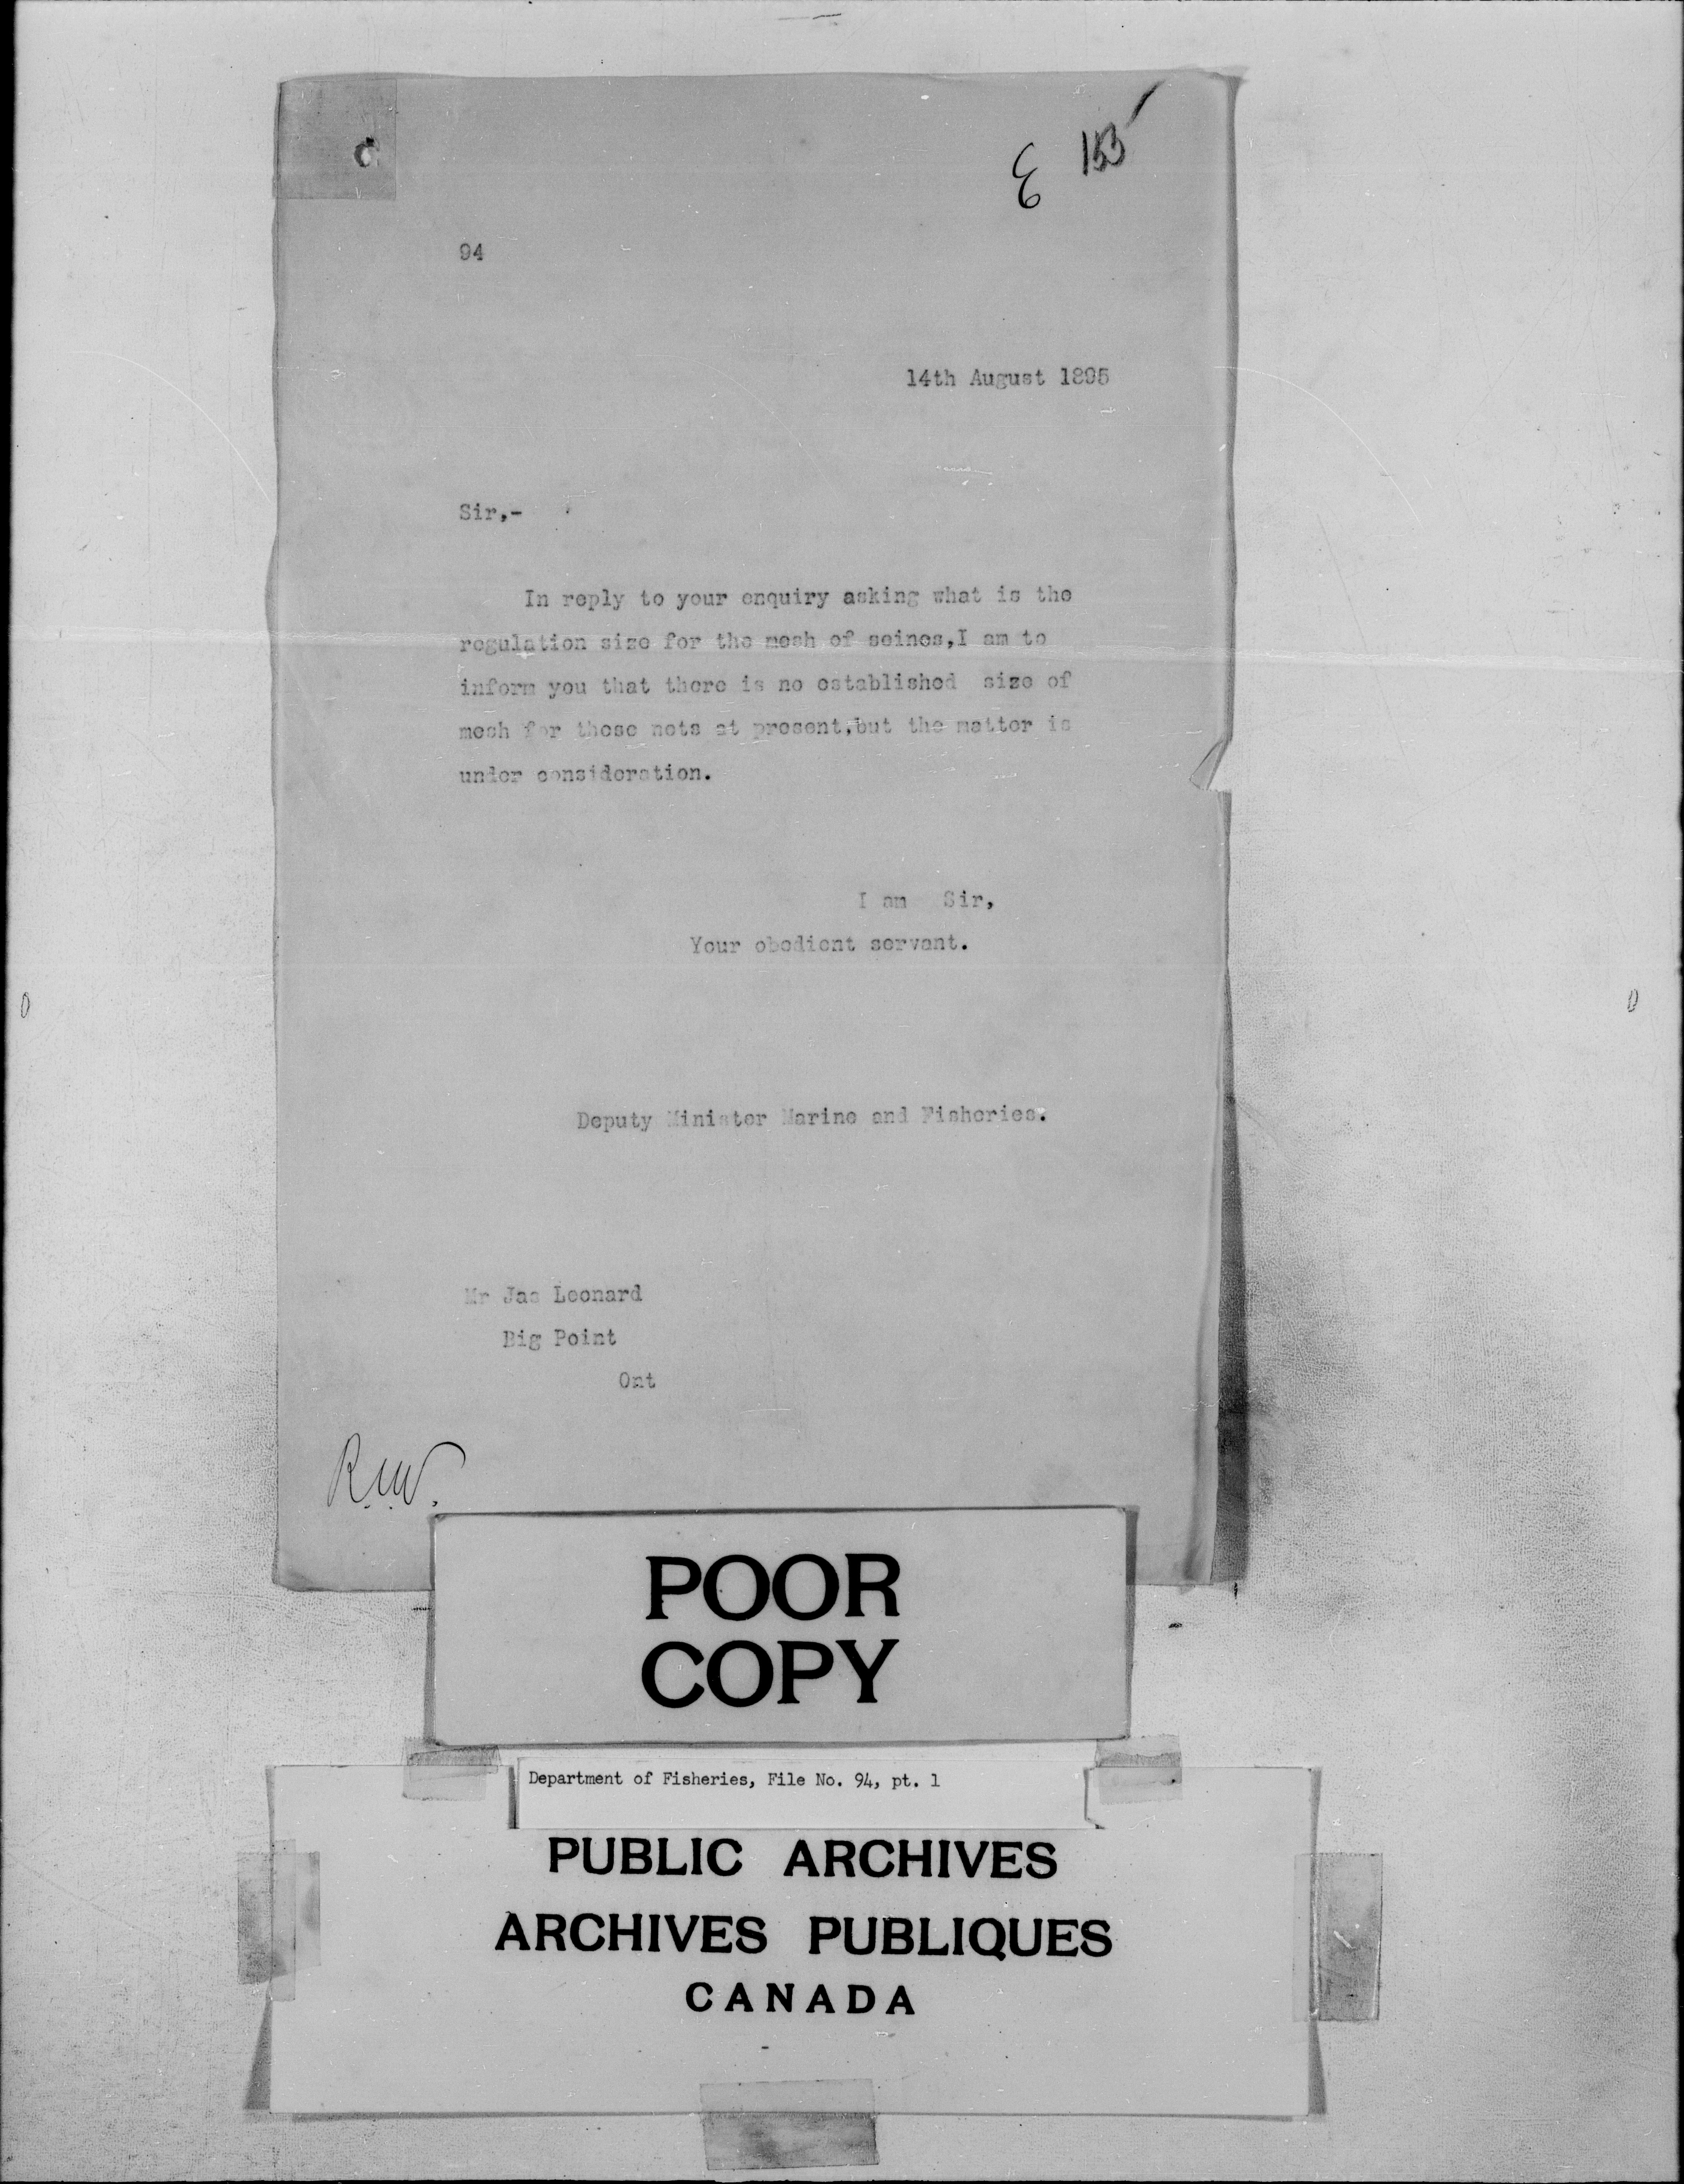 E 153
94
14th August 1895
Sir,-
In reply to your enquiry asking what is the
regulation size for the mesh of seines,I am to
inform you that there is no established size of
mesh for these nets at present,but the matter is
under consideration.
I am Sir,
Your obedient servant.
Deputy Minister Marine and Fisheries.
Mr Jas Leonard
Big Point
Ont
POOR
COPY
Department of Fisheries, File No. 94, pt. 1
PUBLIC ARCHIVES
ARCHIVES PUBLIQUES
CANADA